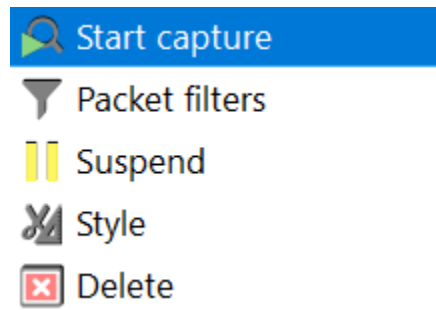 Start capture
Packet filters
Suspend
Style
Delete